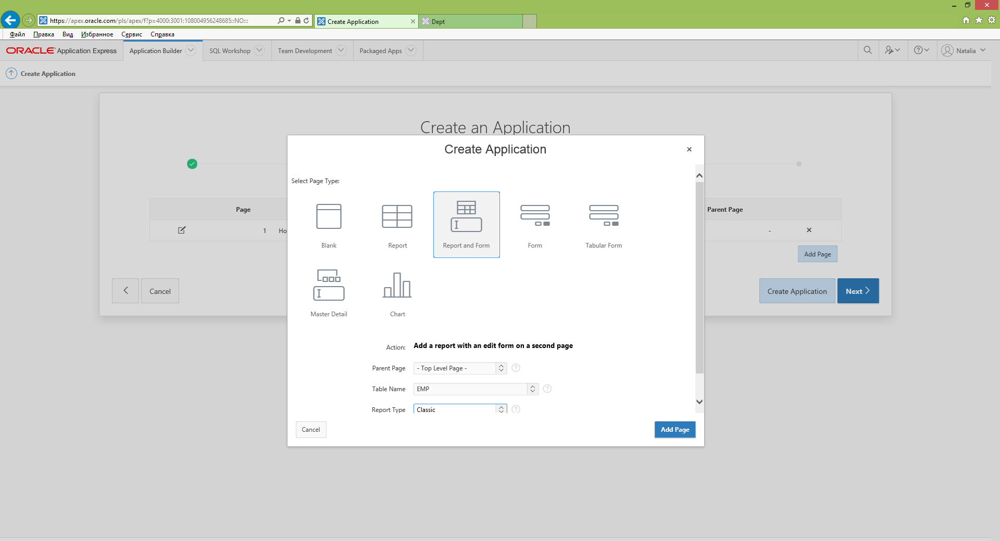 https://apex.oracle.com/pls/apex/f?p=4000:3001:108004956248685::NO:::
Create Application
Dept
Файл Правка Вид Избранное Сервис Справка
ORACLE Application Express
Application Builder
SQL Workshop
Team Development
Packaged Apps
Natalia
Create Application
Create an Application
Create Application
Select Page Type:
Blank
Report
Report and Form
Form
Tabular Form
Master Detail
Chart
Action: Add a report with an edit form on a second page
Parent Page - Top Level Page -
Table Name EMP
Report Type Classic
Cancel
Add Page
Page
Parent Page
1 Ho
-
Add Page
Cancel
Create Application
Next